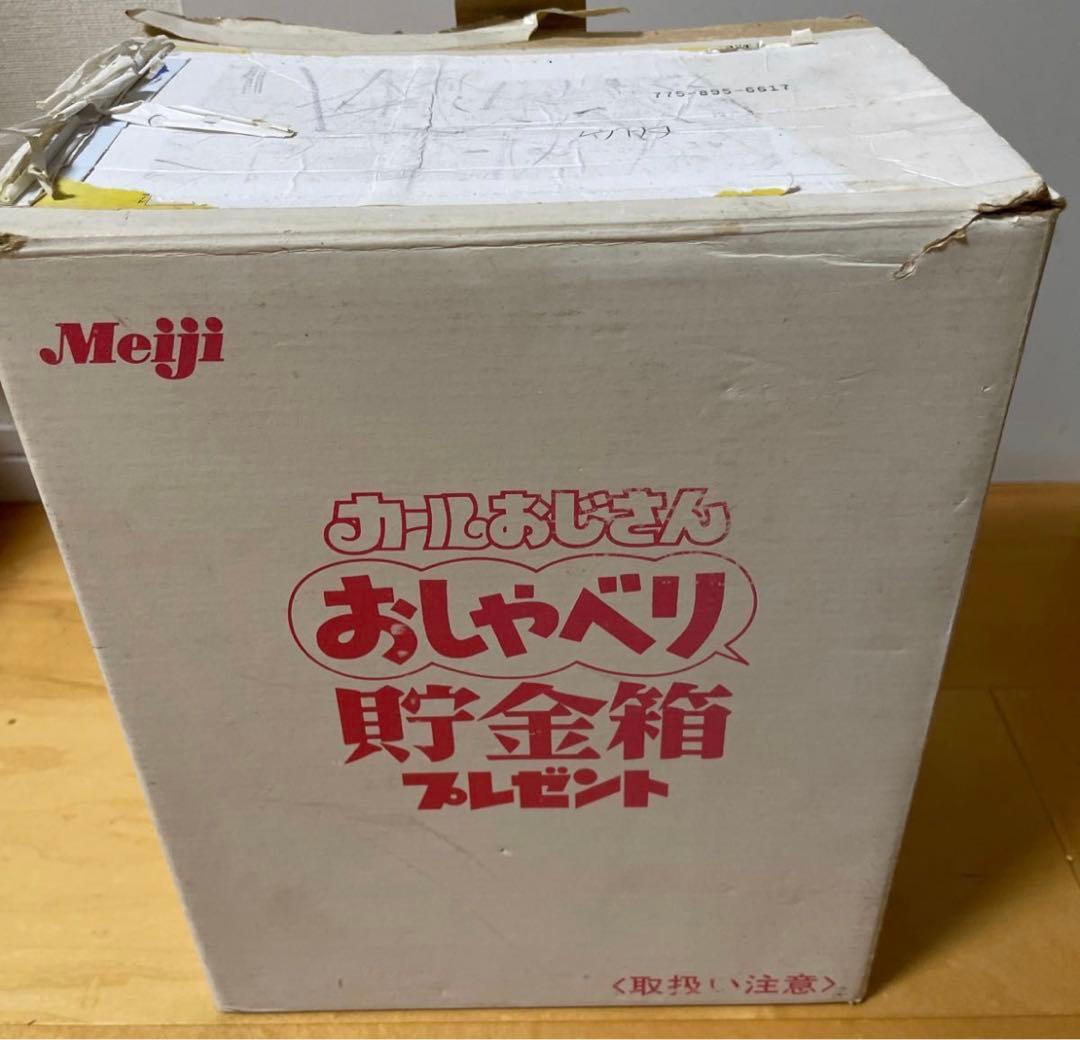 775-895-6617
Meiji
カールおじさん
おしゃべり
貯金箱
プレゼント
<取扱い注意>